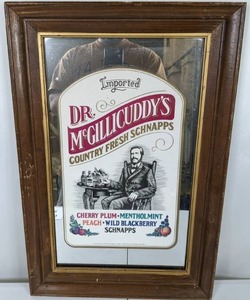 Imported
DR.
McGILLICUDDY'S
COUNTRY FRESH SCHNAPPS
CHERRY PLUM • MENTHOLMINT
PEACH • WILD BLACKBERRY
SCHNAPPS